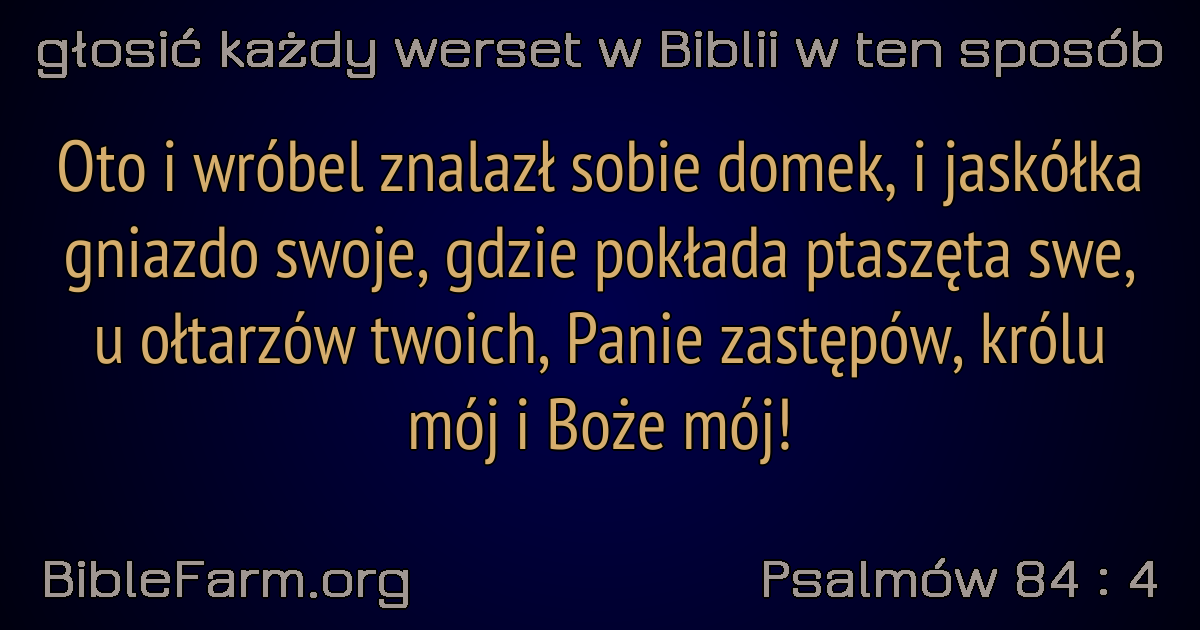 głosić każdy werset w Biblii w ten sposób
Oto i wróbel znalazł sobie domek, i jaskółka
gniazdo swoje, gdzie pokłada ptaszęta swe,
u ołtarzów twoich, Panie zastępów, królu
mój i Boże mój!
BibleFarm.org
Psalmów 84 : 4